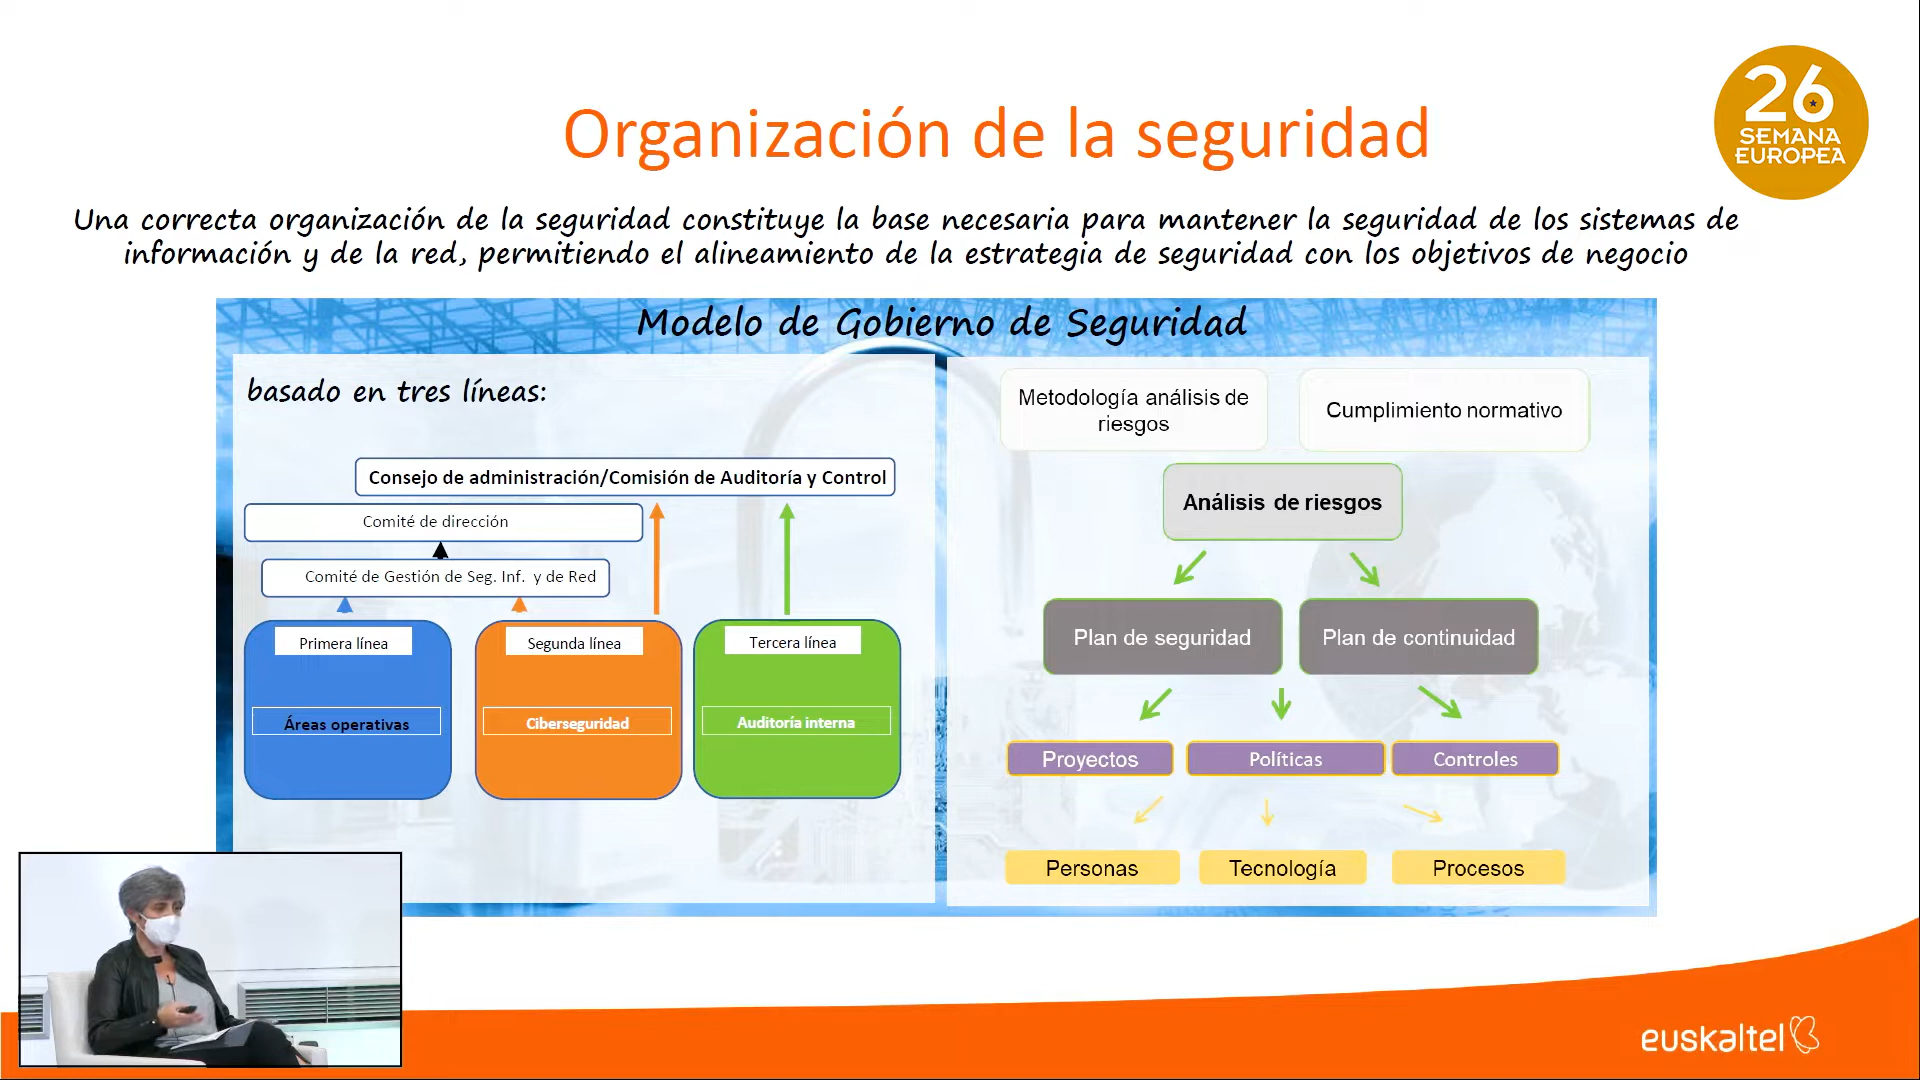 Organización de la seguridad
26
SEMANA
EUROPEA
Una correcta organización de la seguridad constituye la base necesaria para mantener la seguridad de los sistemas de
información y de la red, permitiendo el alineamiento de la estrategia de seguridad con los objetivos de negocio
Modelo de Gobierno de Seguridad
basado en tres líneas:
Consejo de administración/Comisión de Auditoría y Control
Comité de dirección
Comité de Gestión de Seg. Inf. y de Red
Primera línea
Segunda línea
Tercera línea
Áreas operativas
Ciberseguridad
Auditoría interna
Metodología análisis de
riesgos
Cumplimiento normativo
Análisis de riesgos
Plan de seguridad
Plan de continuidad
Proyectos
Políticas
Controles
Personas
Tecnología
Procesos
euskaltel